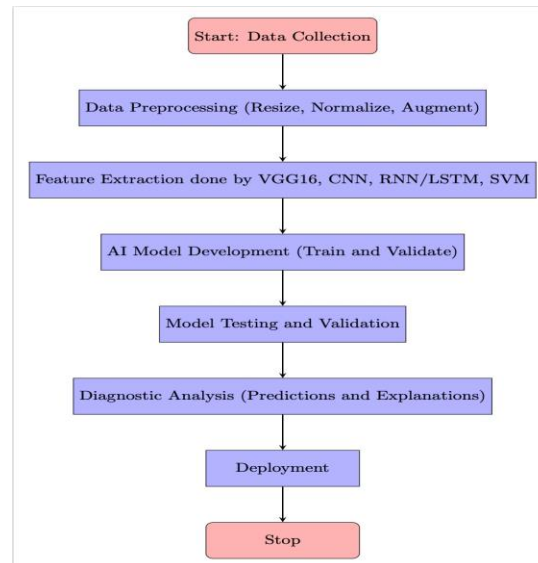 Start: Data Collection
Data Preprocessing (Resize, Normalize, Augment)
Feature Extraction done by VGG16, CNN, RNN/LSTM, SVM
AI Model Development (Train and Validate)
Model Testing and Validation
Diagnostic Analysis (Predictions and Explanations)
Deployment
Stop